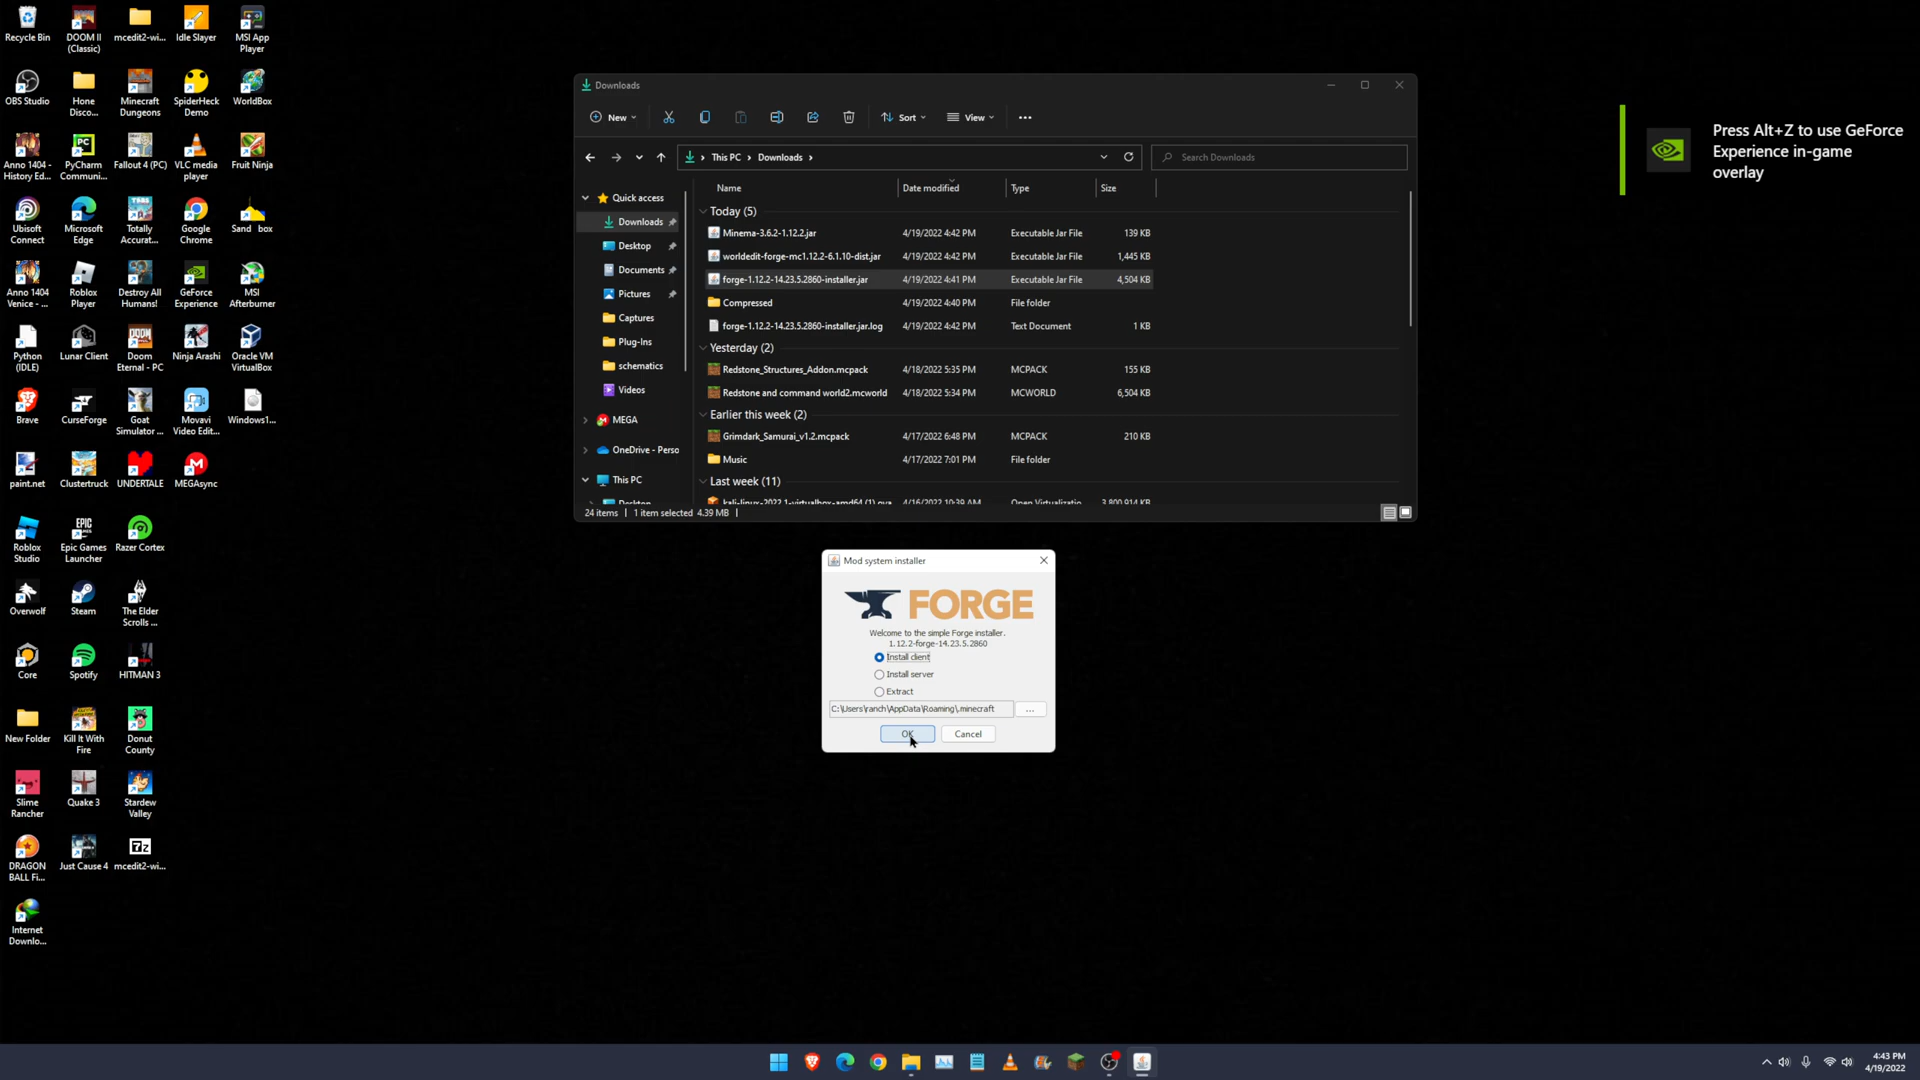 Recycle Bin
DOOM II
(Classic)
mcedit2-wi...
Idle Slayer
MSI App
Player
OBS Studio
Hone
Disco...
Minecraft
Dungeons
SpiderHeck
Demo
WorldBox
Anno 1404 -
History Ed...
PyCharm
Communi...
Fallout 4 (PC)
VLC media
player
Fruit Ninja
Ubisoft
Connect
Microsoft
Edge
Totally
Accurat...
Google
Chrome
Sand box
Anno 1404
Venice - ...
Roblox
Player
Destroy All
Humans!
GeForce
Experience
MSI
Afterburner
Python
(IDLE)
Lunar Client
Doom
Eternal - PC
Ninja Arashi
Oracle VM
VirtualBox
Brave
CurseForge
Goat
Simulator ...
Movavi
Video Edit...
Windows1...
paint.net
Clustertruck
UNDERTALE
MEGAsync
Roblox
Studio
Epic Games
Launcher
Razer Cortex
Overwolf
Steam
The Elder
Scrolls ...
Core
Spotify
HITMAN 3
New Folder
Kill It With
Fire
Donut
County
Slime
Rancher
Quake 3
Stardew
Valley
DRAGON
BALL Fi...
Just Cause 4
7z
mcedit2-wi...
Internet
Downlo...
Downloads
New
Sort
View
This PC > Downloads >
Search Downloads
Name
Date modified
Type
Size
Quick access
Downloads
Desktop
Documents
Pictures
Captures
Plug-Ins
schematics
Videos
MEGA
OneDrive - Perso
This PC
Desktop
Today (5)
Minema-3.6.2-1.12.2.jar 4/19/2022 4:42 PM Executable Jar File 139 KB
worldedit-forge-mc1.12.2-6.1.10-dist.jar 4/19/2022 4:42 PM Executable Jar File 1,445 KB
forge-1.12.2-14.23.5.2860-installer.jar 4/19/2022 4:41 PM Executable Jar File 4,504 KB
Compressed 4/19/2022 4:40 PM File folder
forge-1.12.2-14.23.5.2860-installer.jar.log 4/19/2022 4:42 PM Text Document 1 KB
Yesterday (2)
Redstone_Structures_Addon.mcpack 4/18/2022 5:35 PM MCPACK 155 KB
Redstone and command world2.mcworld 4/18/2022 5:34 PM MCWORLD 6,504 KB
Earlier this week (2)
Grimdark_Samurai_v1.2.mcpack 4/17/2022 6:48 PM MCPACK 210 KB
Music 4/17/2022 7:01 PM File folder
Last week (11)
kali-linux-2022.1-virtualbox-amd64 (1).ova 4/16/2022 10:39 AM Open Virtualizatio 3,800,914 KB
24 items
1 item selected 4.39 MB
Mod system installer
FORGE
Welcome to the simple Forge installer.
1.12.2-forge-14.23.5.2860
Install client
Install server
Extract
C:\Users\ranch\AppData\Roaming\.minecraft
...
OK
Cancel
Press Alt+Z to use GeForce
Experience in-game
overlay
4:43 PM
4/19/2022